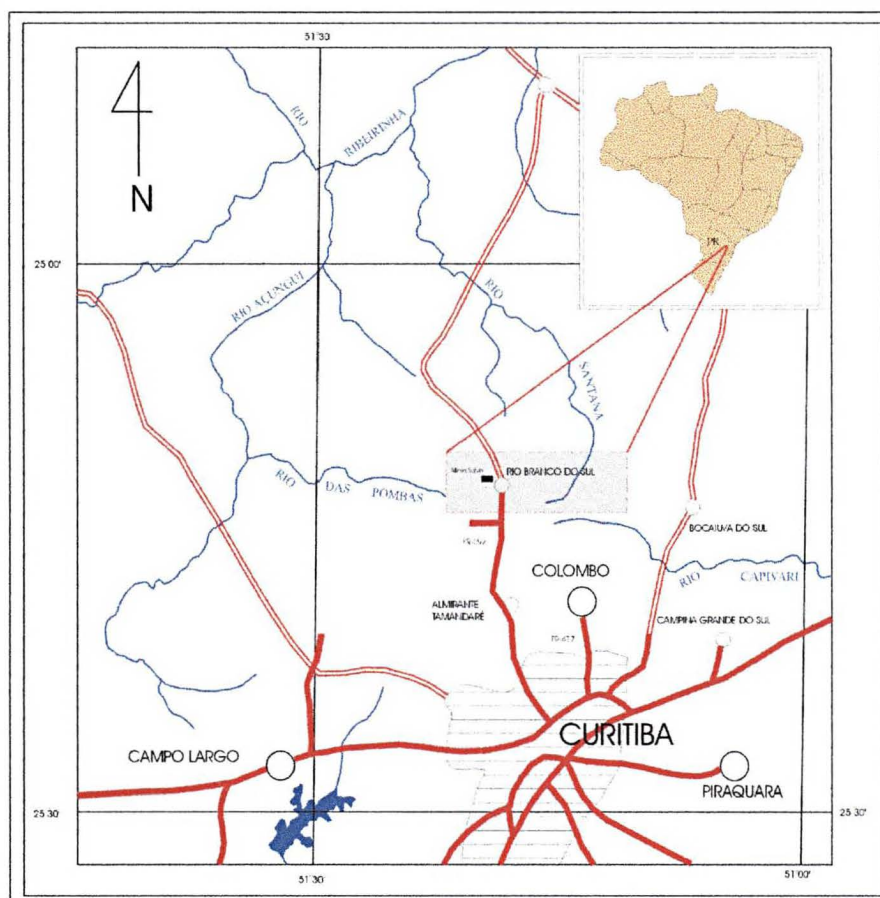 51°30'
RIO
RIBEIRINHA
N
PR
25 00'
RIO AÇUNGUI
RIO
SANTANA
RIO BRANCO DO SUL
RIO DAS POMBAS
BOCAIUVA DO SUL
COLOMBO
RIO CAPIVARI
ALMIRANTE
TAMANDARÉ
CAMPINA GRANDE DO SUL
CURITIBA
CAMPO LARGO
PIRAQUARA
25 30'
25 30'
51°30'
51°00'